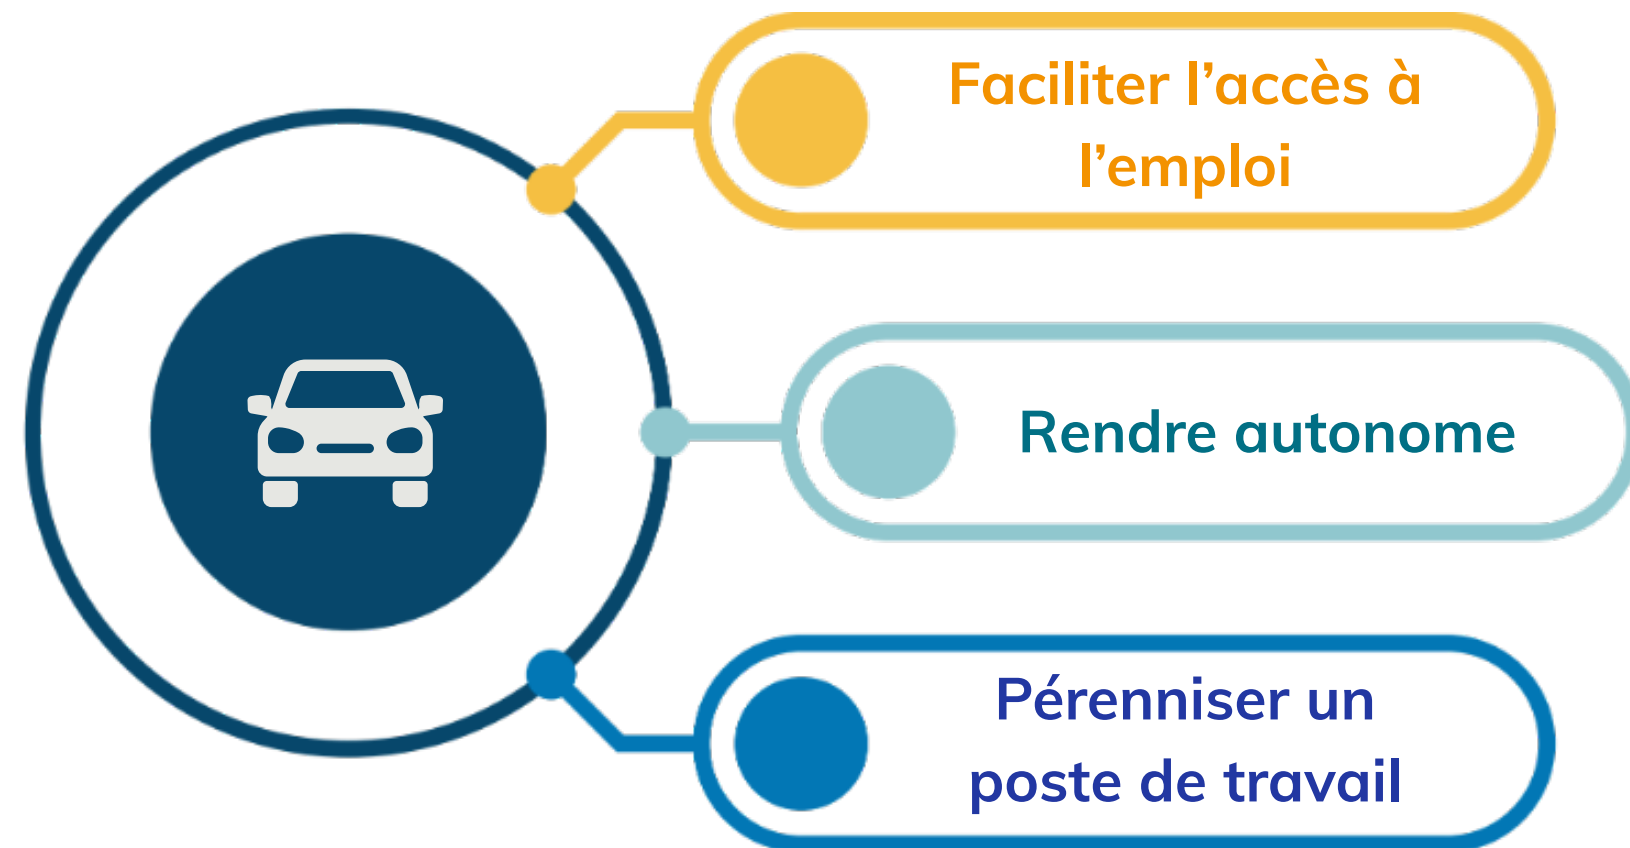 Faciliter l’accès à
l’emploi
Rendre autonome
Pérenniser un
poste de travail